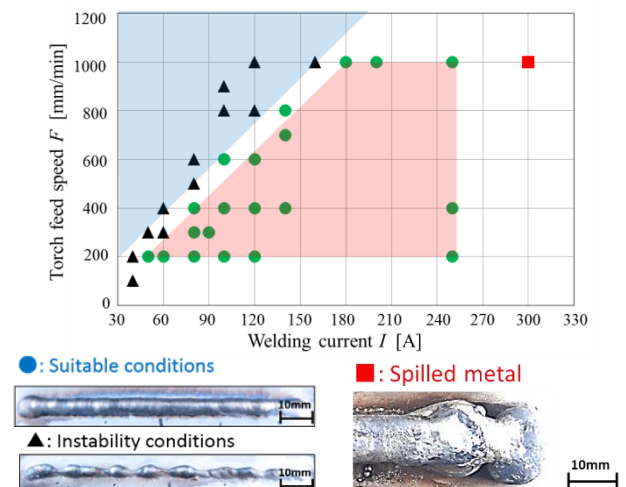 1200
1000
800
600
400
200
0
Torch feed speed F [mm/min]
30 60 90 120 150 180 210 240 270 300 330
Welding current I [A]
: Suitable conditions
10mm
: Instability conditions
10mm
: Spilled metal
10mm